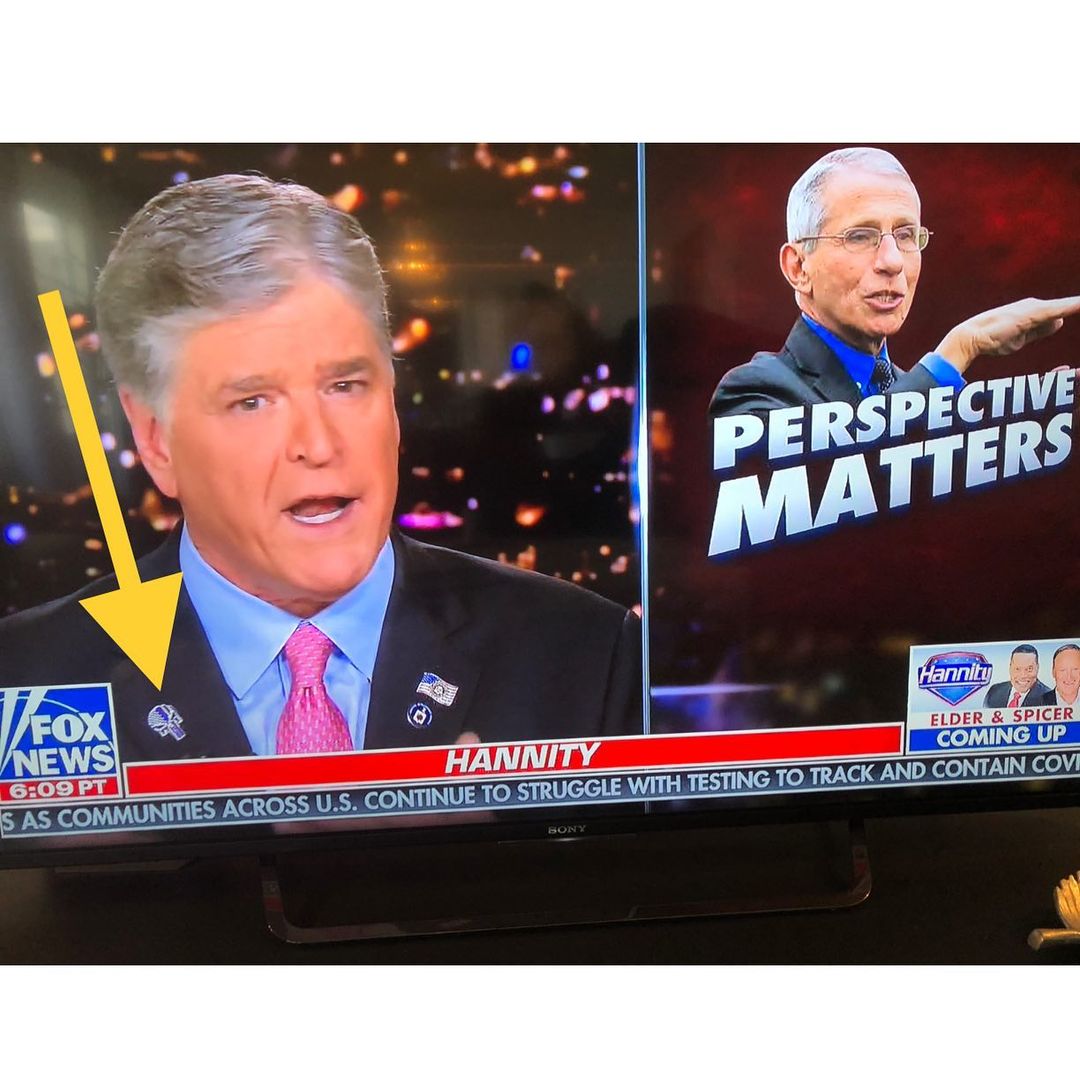 PERSPECTIVE
MATTERS
Hannity
ELDER & SPICER
COMING UP
FOX
NEWS
6:09 PT
HANNITY
S AS COMMUNITIES ACROSS U.S. CONTINUE TO STRUGGLE WITH TESTING TO TRACK AND CONTAIN COVI
SONY